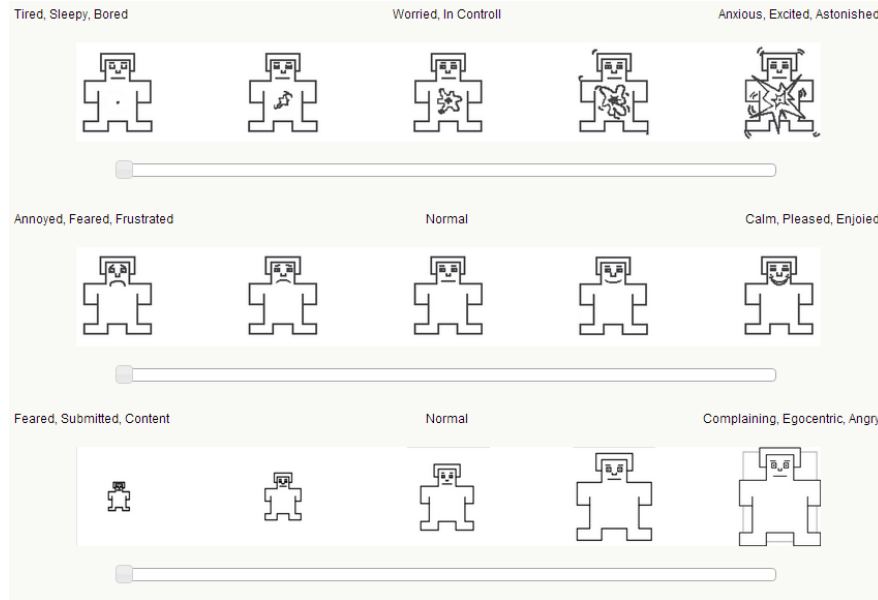 Tired, Sleepy, Bored
Worried, In Controll
Anxious, Excited, Astonished
Annoyed, Feared, Frustrated
Normal
Calm, Pleased, Enjoied
Feared, Submitted, Content
Normal
Complaining, Egocentric, Angry